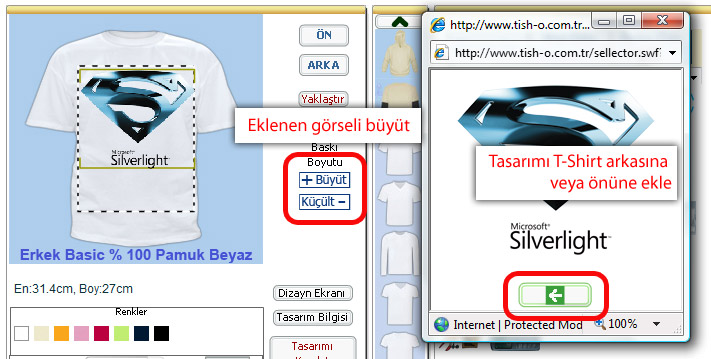 ÖN
ARKA
Yaklaştır
Eklenen görseli büyüt
Baskı
Boyutu
+ Büyüt
Küçült −
Microsoft
Silverlight
Erkek Basic % 100 Pamuk Beyaz
En:31.4cm, Boy:27cm
Renkler
Dizayn Ekranı
Tasarım Bilgisi
Tasarımı
http://www.tish-o.com.tr...
http://www.tish-o.com.tr/sellector.swf?
Tasarımı T-Shirt arkasına
veya önüne ekle
Microsoft
Silverlight
Internet | Protected Mod
100%